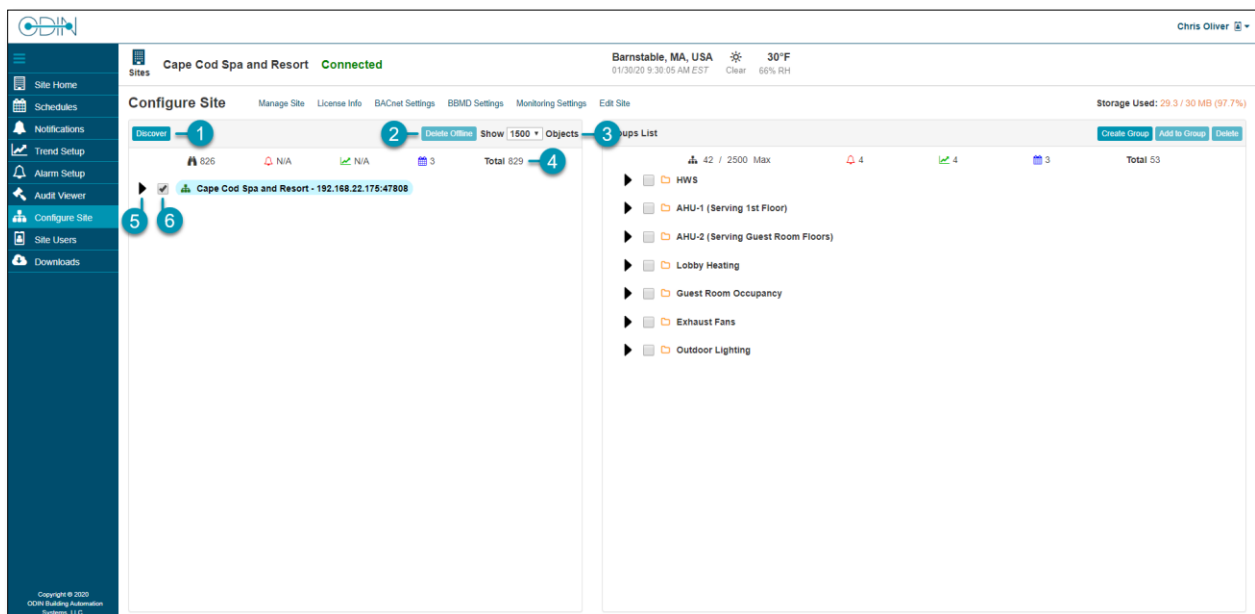 ODIN
Chris Oliver
Sites
Cape Cod Spa and Resort Connected
Barnstable, MA, USA 30°F
01/30/20 9:30:05 AM EST Clear 66% RH
Site Home
Schedules
Notifications
Trend Setup
Alarm Setup
Audit Viewer
Configure Site
Site Users
Downloads
Configure Site Manage Site License Info BACnet Settings BBMD Settings Monitoring Settings Edit Site
Storage Used: 29.3 / 30 MB (97.7%)
Discover 1 2 Delete Offline Show 1500 Objects 3
826 N/A N/A 3 Total 829 4
Cape Cod Spa and Resort - 192.168.22.175:47808
5 6
List
Create Group Add to Group Delete
42 / 2500 Max 4 4 3 Total 53
HWS
AHU-1 (Serving 1st Floor)
AHU-2 (Serving Guest Room Floors)
Lobby Heating
Guest Room Occupancy
Exhaust Fans
Outdoor Lighting
Copyright © 2020
ODIN Building Automation
Systems, LLC